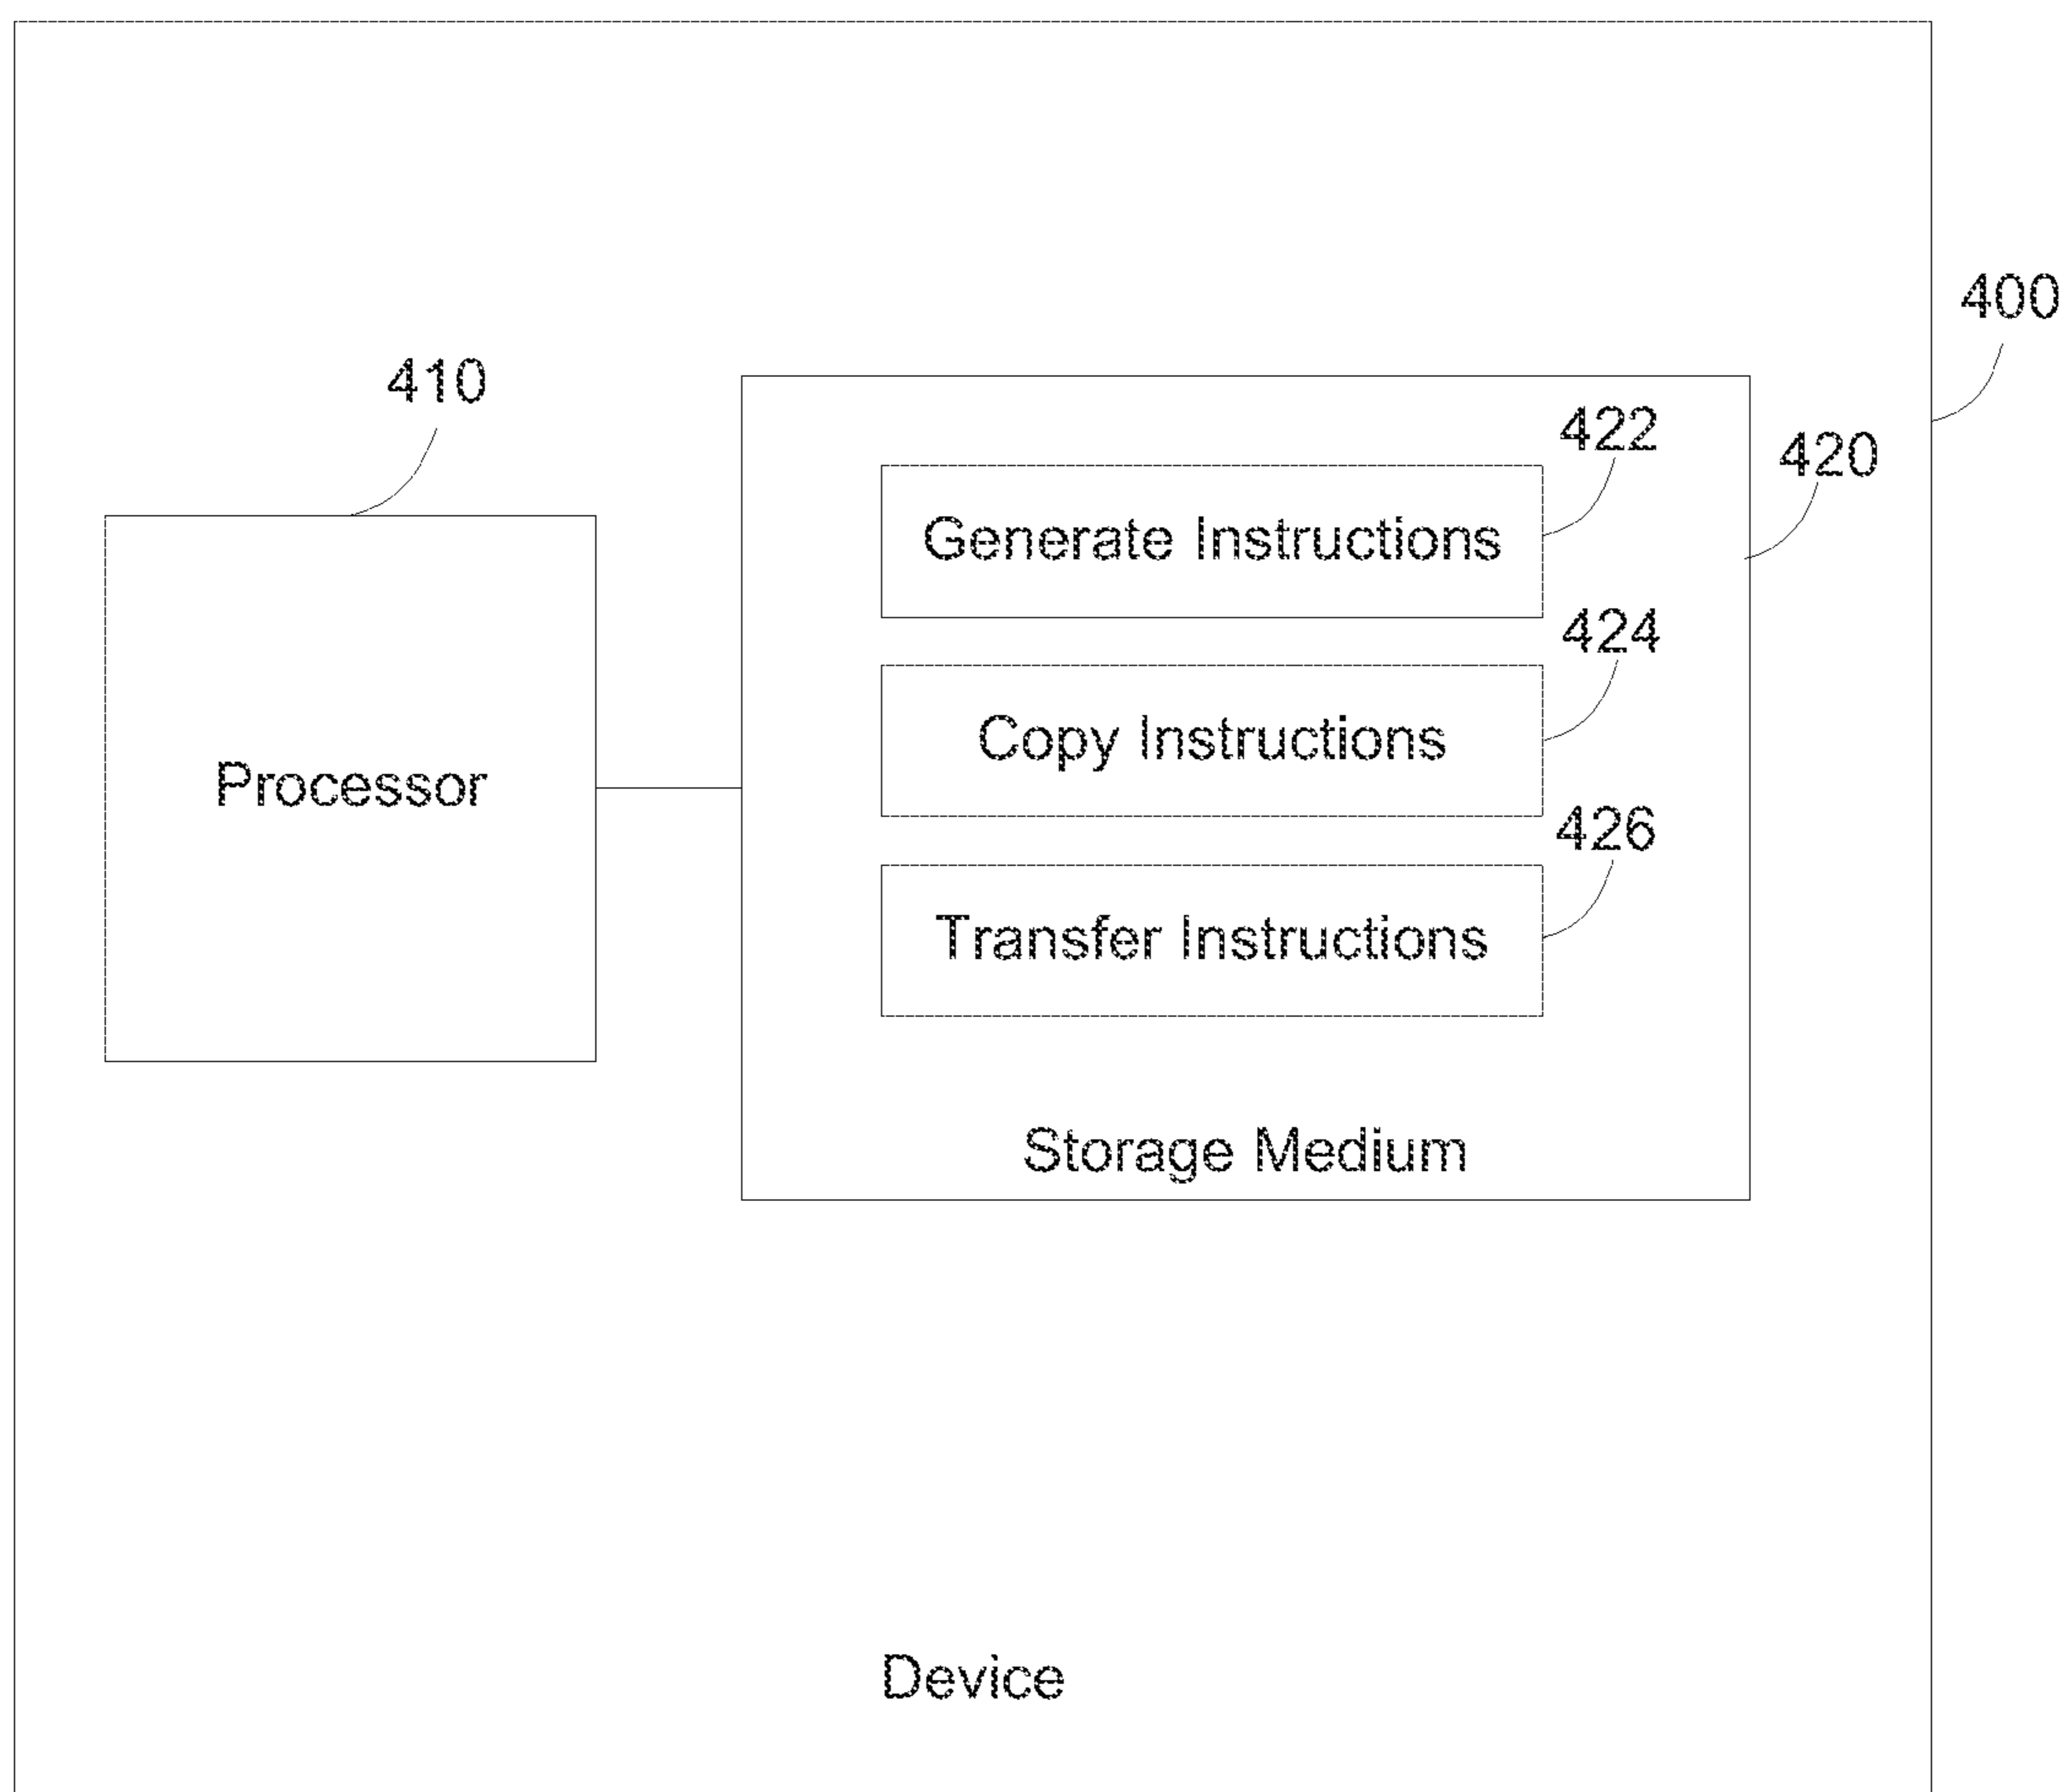 400
410
422
420
Generate Instructions
424
Copy Instructions
Processor
426
Transfer Instructions
Storage Medium
Device